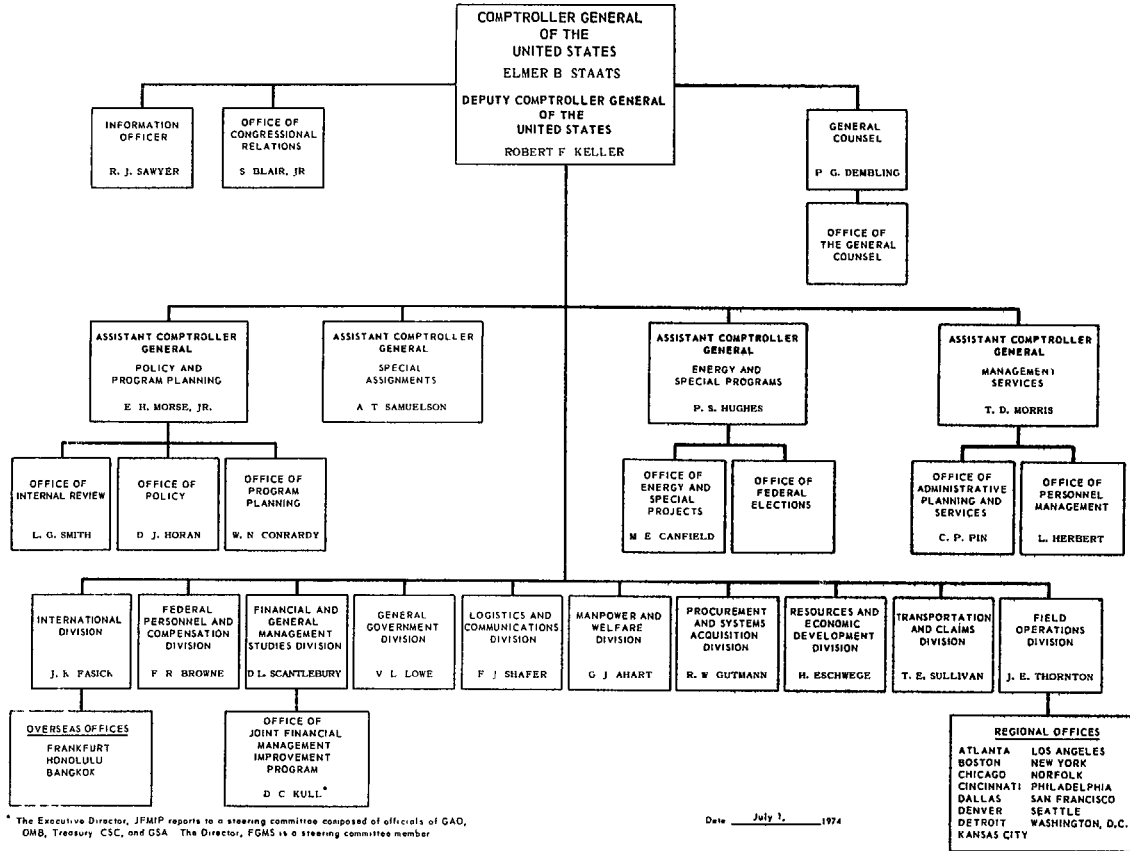 COMPTROLLER GENERAL
OF THE
UNITED STATES
ELMER B STAATS
DEPUTY COMPTROLLER GENERAL
OF THE
UNITED STATES
ROBERT F KELLER
INFORMATION
OFFICER
R. J. SAWYER
OFFICE OF
CONGRESSIONAL
RELATIONS
S BLAIR, JR
GENERAL
COUNSEL
P G. DEMBLING
OFFICE OF
THE GENERAL
COUNSEL
ASSISTANT COMPTROLLER
GENERAL
POLICY AND
PROGRAM PLANNING
E H. MORSE, JR.
ASSISTANT COMPTROLLER
GENERAL
SPECIAL
ASSIGNMENTS
A T SAMUELSON
ASSISTANT COMPTROLLER
GENERAL
ENERGY AND
SPECIAL PROGRAMS
P. S. HUGHES
ASSISTANT COMPTROLLER
GENERAL
MANAGEMENT
SERVICES
T. D. MORRIS
OFFICE OF
INTERNAL REVIEW
L. G. SMITH
OFFICE OF
POLICY
D J. HORAN
OFFICE OF
PROGRAM
PLANNING
W. N CONRARDY
OFFICE OF
ENERGY AND
SPECIAL
PROJECTS
M E CANFIELD
OFFICE OF
FEDERAL
ELECTIONS
OFFICE OF
ADMINISTRATIVE
PLANNING AND
SERVICES
C. P. PIN
OFFICE OF
PERSONNEL
MANAGEMENT
L. HERBERT
INTERNATIONAL
DIVISION
J. K FASICK
FEDERAL
PERSONNEL AND
COMPENSATION
DIVISION
F R BROWNE
FINANCIAL AND
GENERAL
MANAGEMENT
STUDIES DIVISION
D L. SCANTLEBURY
GENERAL
GOVERNMENT
DIVISION
V L LOWE
LOGISTICS AND
COMMUNICATIONS
DIVISION
F J SHAFER
MANPOWER AND
WELFARE
DIVISION
G J AHART
PROCUREMENT
AND SYSTEMS
ACQUISITION
DIVISION
R. W GUTMANN
RESOURCES AND
ECONOMIC
DEVELOPMENT
DIVISION
H. ESCHWEGE
TRANSPORTATION
AND CLAIMS
DIVISION
T. E. SULLIVAN
FIELD
OPERATIONS
DIVISION
J. E. THORNTON
OVERSEAS OFFICES
FRANKFURT
HONOLULU
BANGKOK
OFFICE OF
JOINT FINANCIAL
MANAGEMENT
IMPROVEMENT
PROGRAM
D C KULL*
REGIONAL OFFICES
ATLANTA LOS ANGELES
BOSTON NEW YORK
CHICAGO NORFOLK
CINCINNATI PHILADELPHIA
DALLAS SAN FRANCISCO
DENVER SEATTLE
DETROIT WASHINGTON, D.C.
KANSAS CITY
* The Executive Director, JFMIP reports to a steering committee composed of officials of GAO,
OMB, Treasury CSC, and GSA The Director, FGMS is a steering committee member
Date July 1, 1974